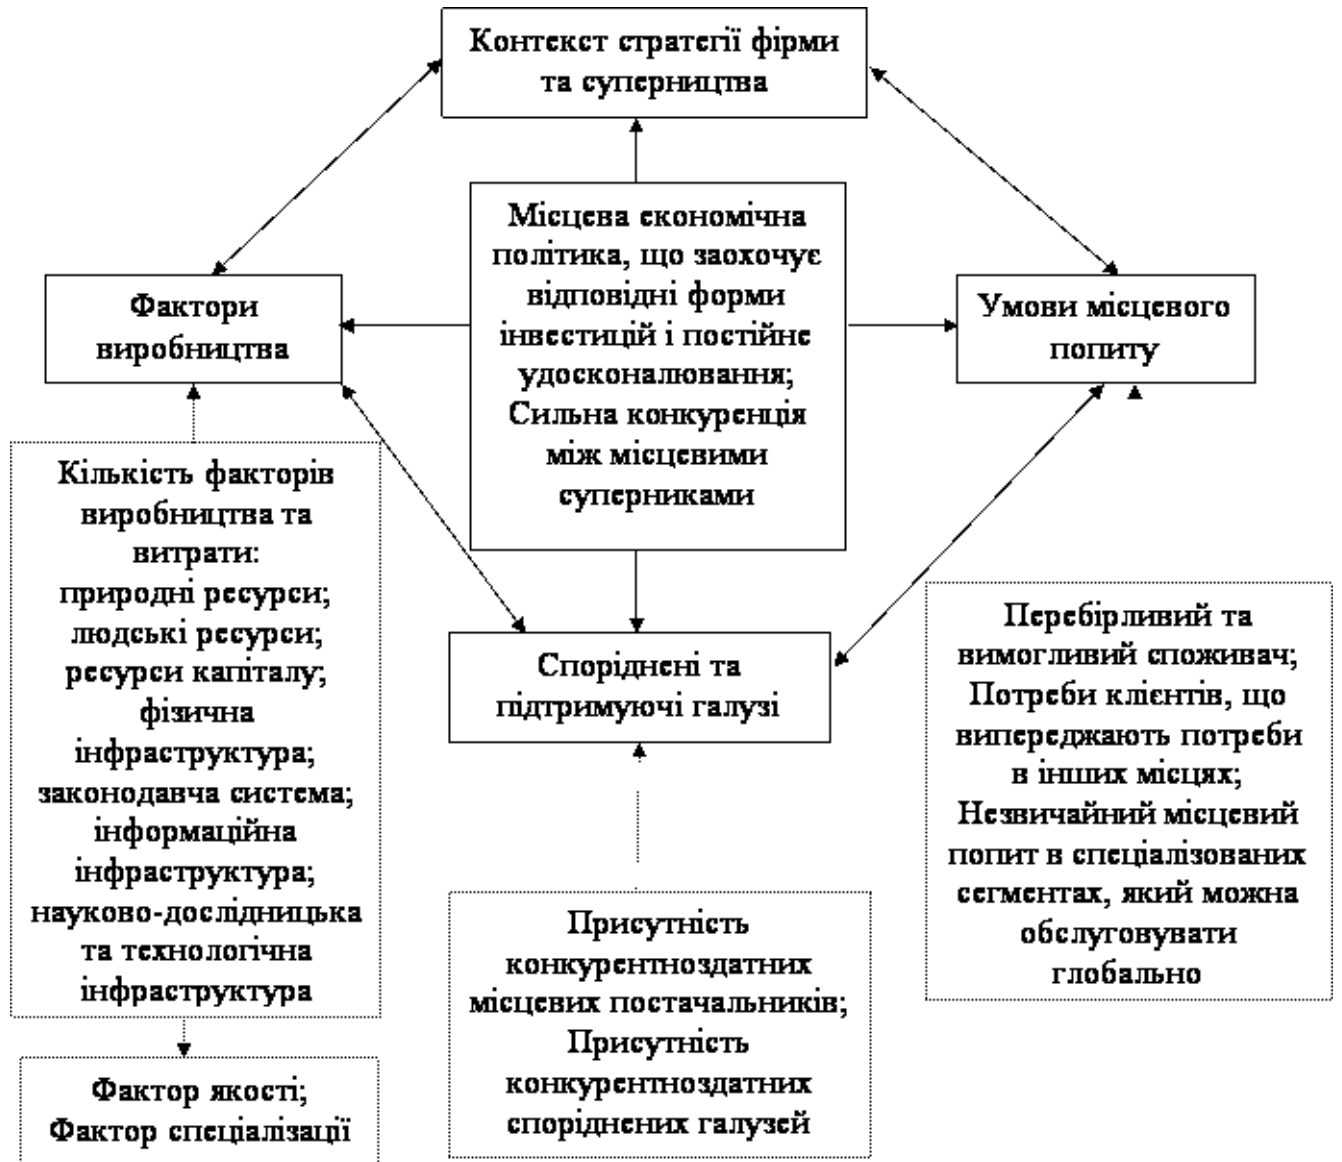 Контекст стратегії фірми
та суперництва
Місцева економічна
політика, що заохочує
відповідні форми
інвестицій і постійне
удосконалювання;
Сильна конкуренція
між місцевими
суперниками
Фактори
виробництва
Умови місцевого
попиту
Кількість факторів
виробництва та
витрати:
природні ресурси;
людські ресурси;
ресурси капіталу;
фізична
інфраструктура;
законодавча система;
інформаційна
інфраструктура;
науково-дослідницька
та технологічна
інфраструктура
Споріднені та
підтримуючі галузі
Перебірливий та
вимогливий споживач;
Потреби клієнтів, що
випереджають потреби
в інших місцях;
Незвичайний місцевий
попит в спеціалізованих
сегментах, який можна
обслуговувати
глобально
Присутність
конкурентноздатних
місцевих постачальників;
Присутність
конкурентноздатних
споріднених галузей
Фактор якості;
Фактор спеціалізації